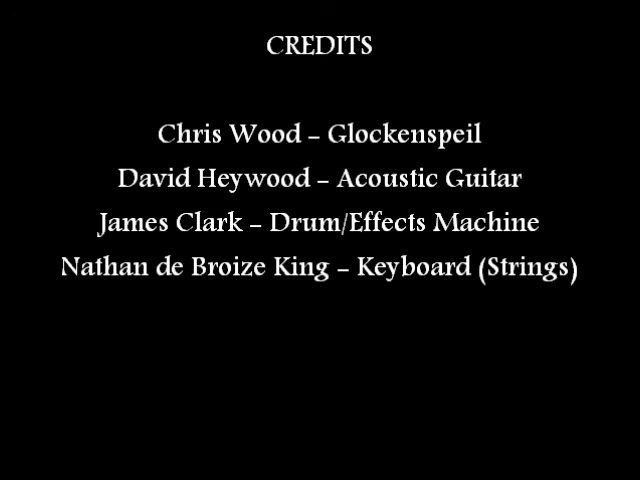 CREDITS
Chris Wood – Glockenspeil
David Heywood – Acoustic Guitar
James Clark – Drum/Effects Machine
Nathan de Broize King – Keyboard (Strings)